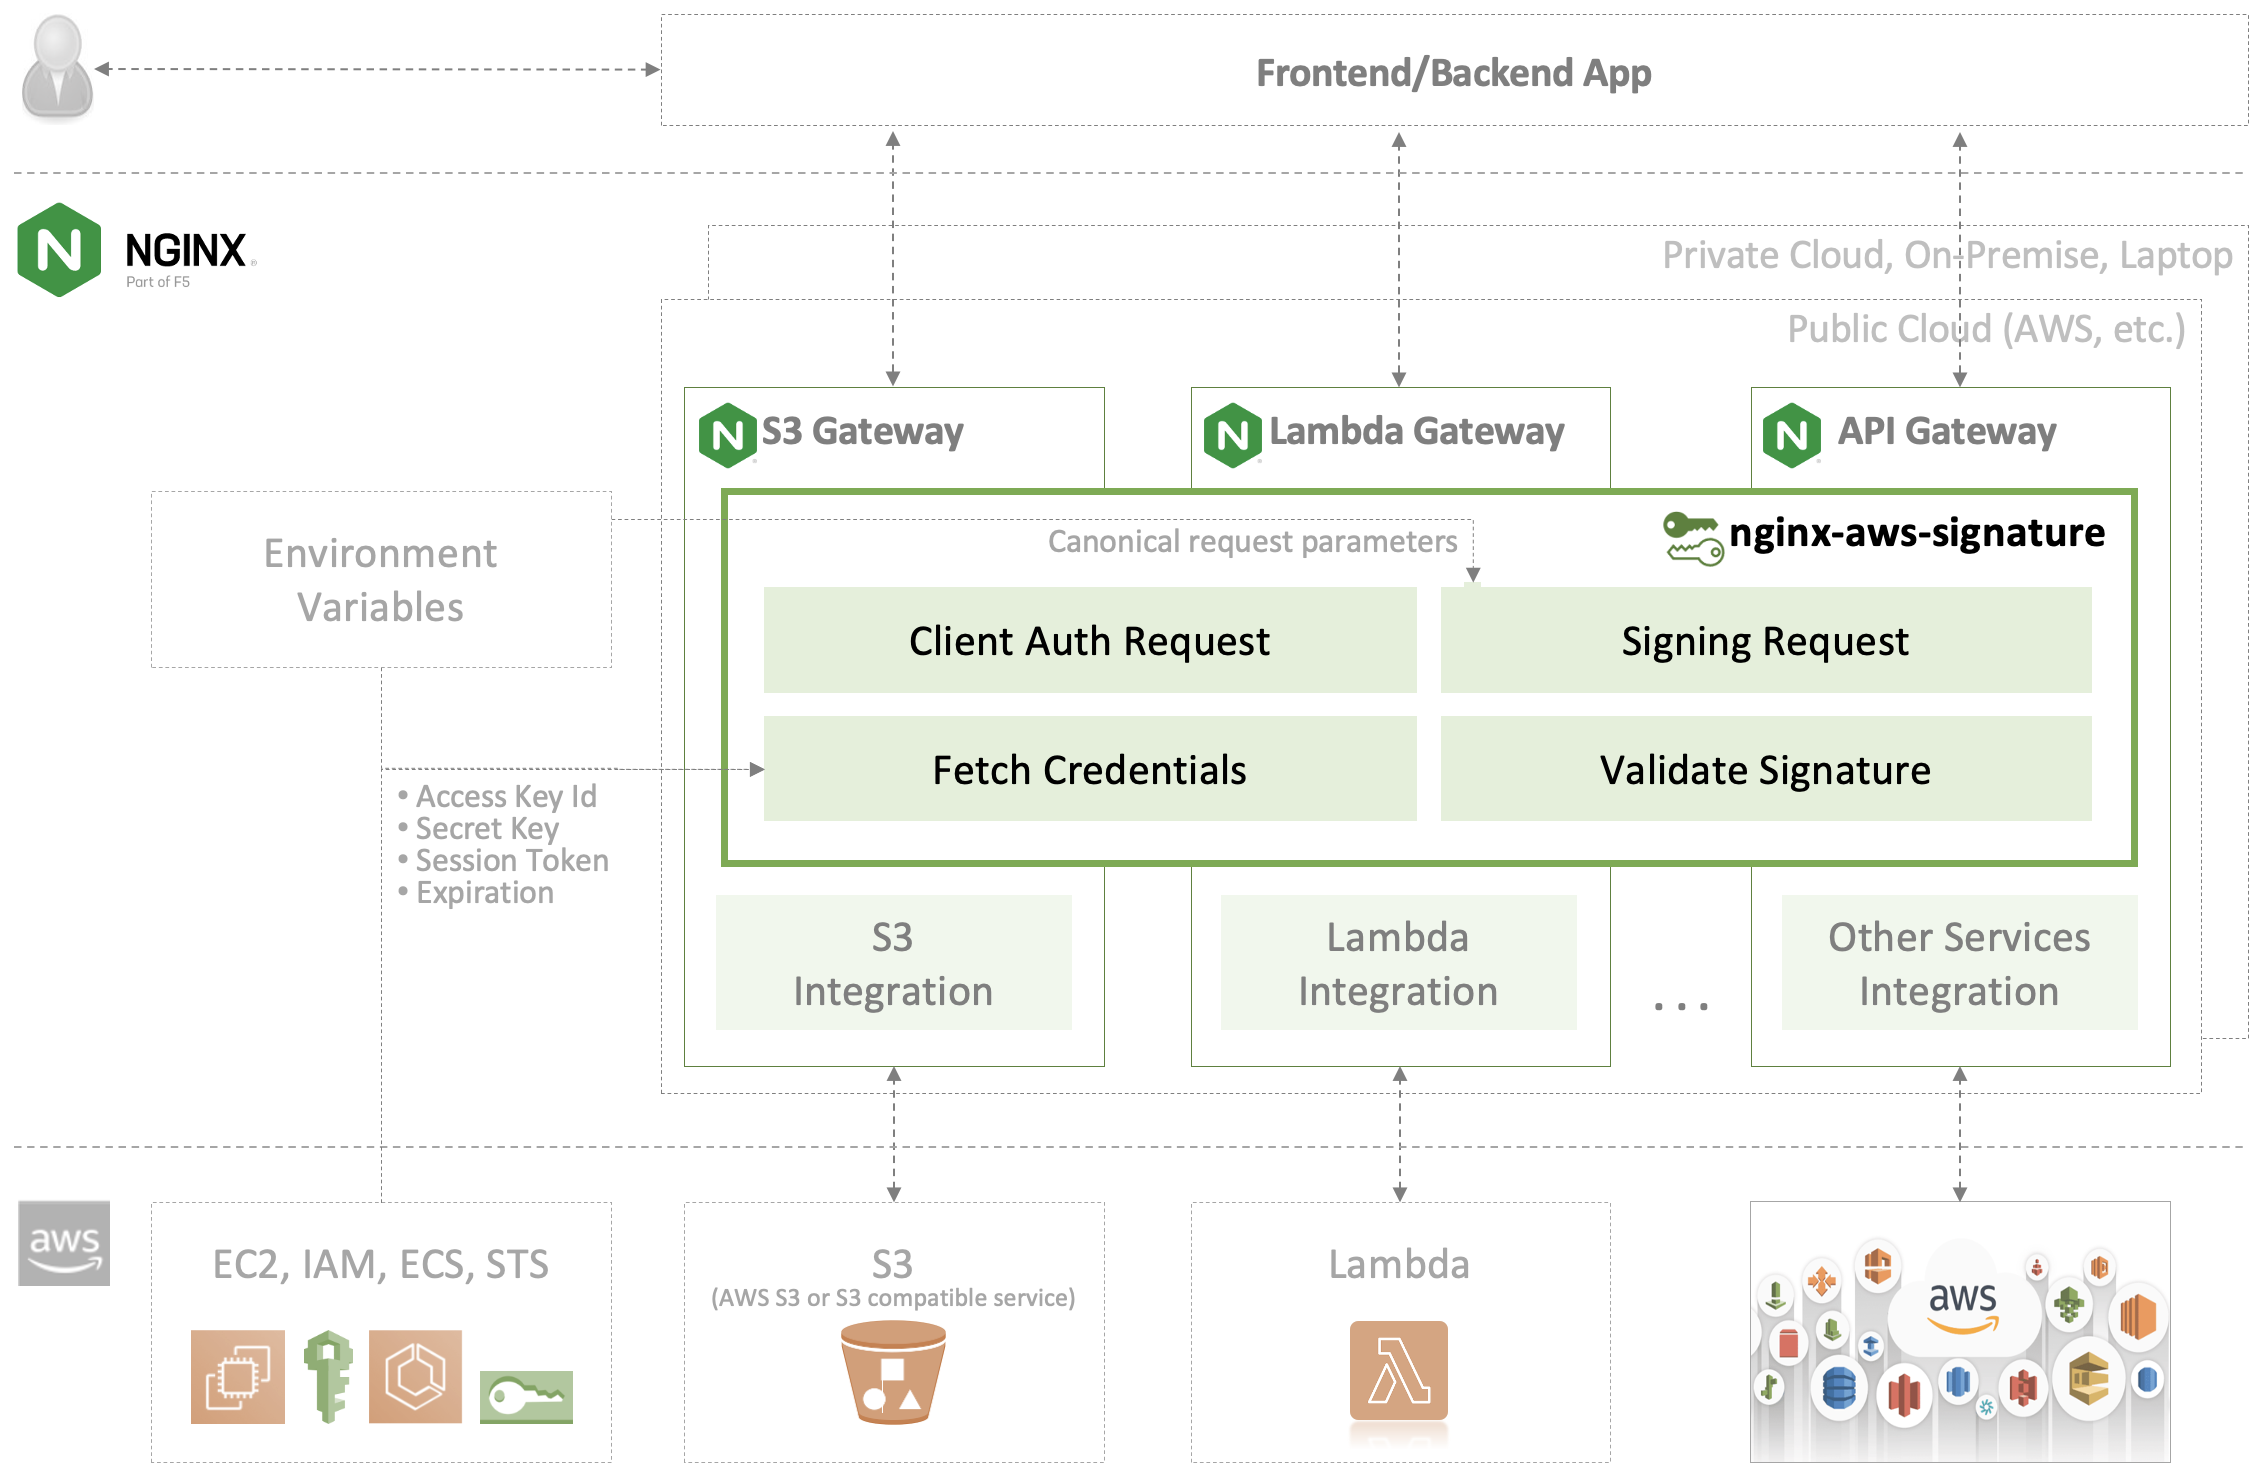 Frontend/Backend App
NGINX
Part of F5
Private Cloud, On-Premise, Laptop
Public Cloud (AWS, etc.)
S3 Gateway
Lambda Gateway
API Gateway
Environment
Variables
Canonical request parameters
nginx-aws-signature
Client Auth Request
Signing Request
Fetch Credentials
Validate Signature
• Access Key Id
• Secret Key
• Session Token
• Expiration
S3
Integration
Lambda
Integration
...
Other Services
Integration
aws
EC2, IAM, ECS, STS
S3
(AWS S3 or S3 compatible service)
Lambda
aws